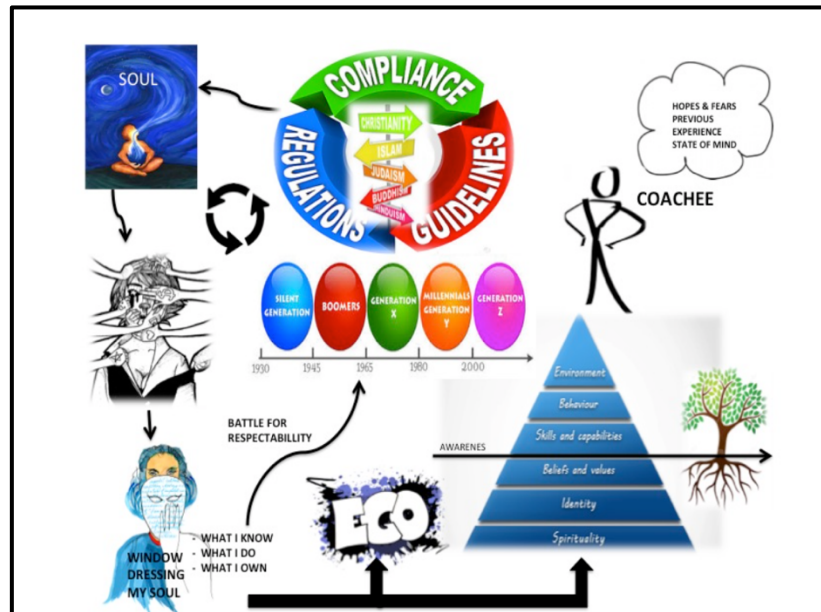 SOUL
COMPLIANCE
REGULATIONS
GUIDELINES
CHRISTIANITY
ISLAM
JUDAISM
BUDDHISM
HINDUISM
HOPES & FEARS
PREVIOUS
EXPERIENCE
STATE OF MIND
COACHEE
SILENT
GENERATION
BOOMERS
GENERATION
X
MILLENNIALS
GENERATION
Y
GENERATION
Z
1930
1945
1965
1980
2000
BATTLE FOR
RESPECTABILLITY
Environment
Behaviour
Skills and capabilities
AWARENES
Beliefs and values
Identity
Spirituality
EGO
- WHAT I KNOW
- WHAT I DO
- WHAT I OWN
WINDOW
DRESSING
MY SOUL